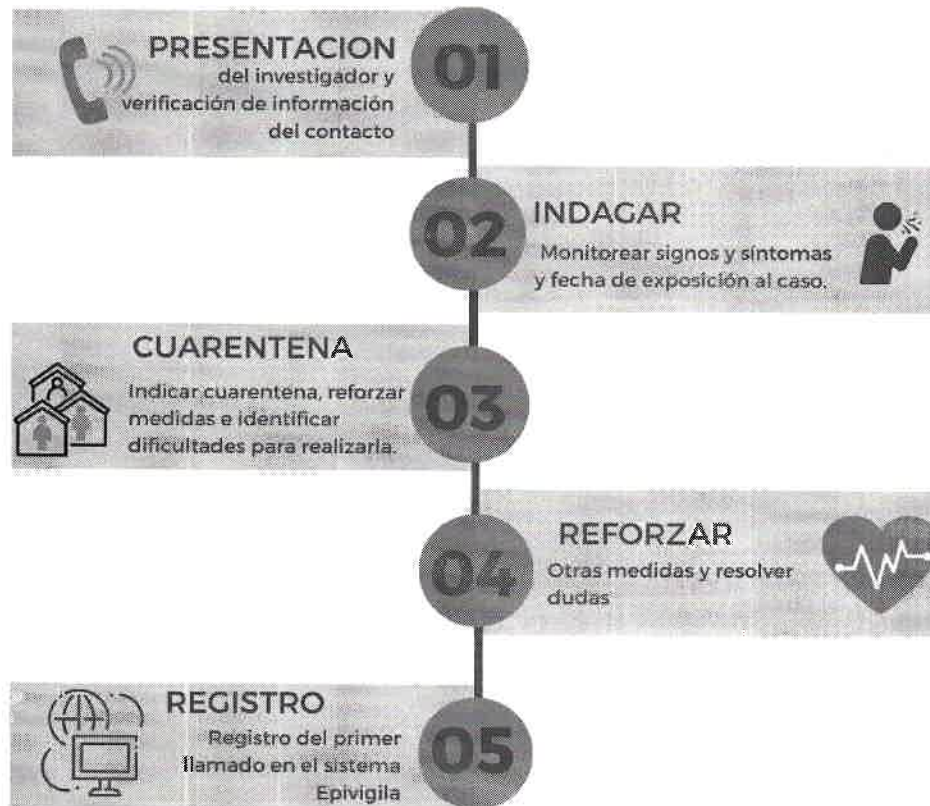 PRESENTACION
del investigador y
verificación de información
del contacto
01
02
INDAGAR
Monitorear signos y síntomas
y fecha de exposición al caso.
CUARENTENA
Indicar cuarentena, reforzar
medidas e identificar
dificultades para realizarla.
03
04
REFORZAR
Otras medidas y resolver
dudas
REGISTRO
Registro del primer
llamado en el sistema
Epivigila
05